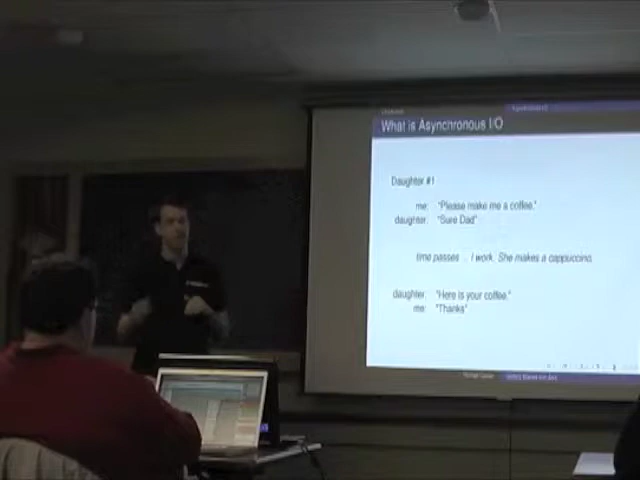 What is Asynchronous I/O
Daughter #1
me: "Please make me a coffee."
daughter: "Sure Dad"
time passes ... I work. She makes a cappuccino.
daughter: "Here is your coffee."
me: "Thanks"